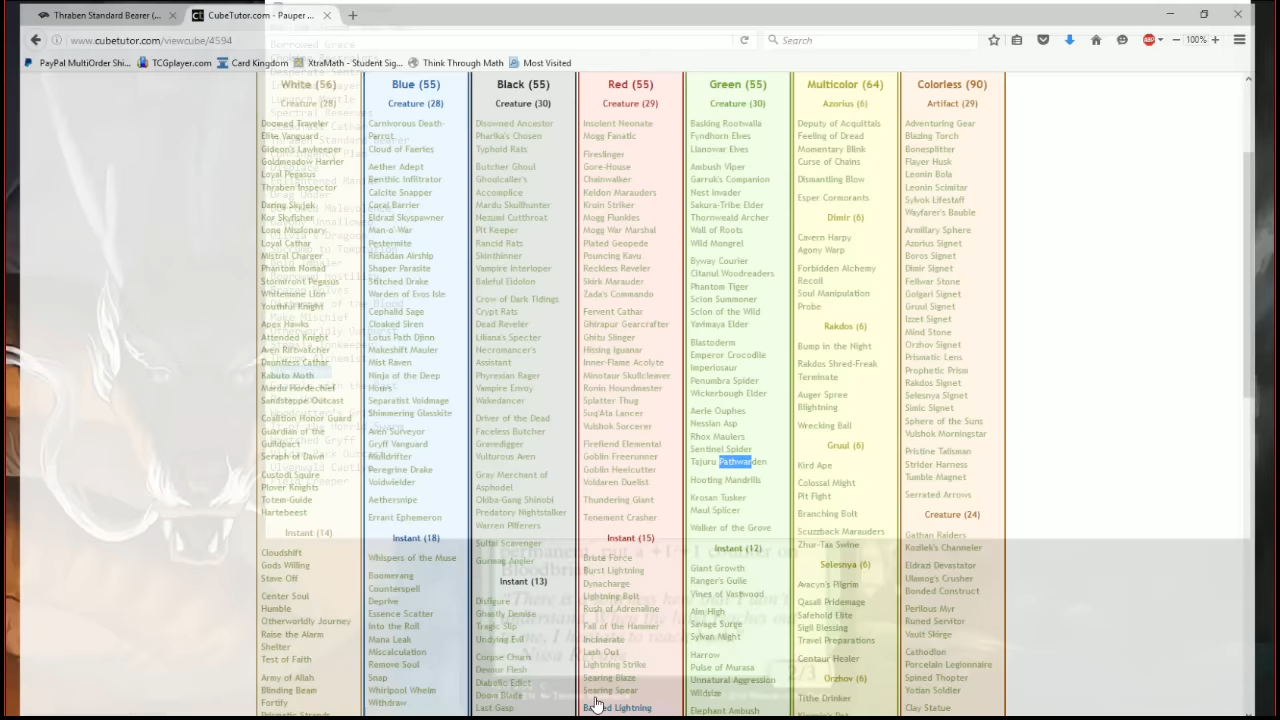 Thraben Standard Bearer (... ×
CubeTutor.com - Pauper ... ×
www.cubetutor.com/viewcube/4594
Search
100%
PayPal MultiOrder Shi...
TCGplayer.com
Card Kingdom
XtraMath - Student Sig...
Think Through Math
Most Visited
White (56)
Creature (28)
Doomed Traveler
Elite Vanguard
Gideon's Lawkeeper
Goldmeadow Harrier
Loyal Pegasus
Thraben Inspector
Daring Skyjek
Kor Skyfisher
Lone Missionary
Loyal Cathar
Mistral Charger
Phantom Nomad
Stormfront Pegasus
Whitemane Lion
Youthful Knight
Apex Hawks
Attended Knight
Aven Riftwatcher
Dauntless Cathar
Kabuto Moth
Mardu Hordechief
Sandsteppe Outcast
Coalition Honor Guard
Guardian of the
Guildpact
Seraph of Dawn
Custodi Squire
Totem-Guide
Hartebeest
Instant (14)
Cloudshift
Gods Willing
Stave Off
Center Soul
Humble
Otherworldly Journey
Raise the Alarm
Shelter
Test of Faith
Army of Allah
Blinding Beam
Prismatic Strands
Blue (55)
Creature (28)
Carnivorous Death-
Parrot
Cloud of Faeries
Aether Adept
Benthic Infiltrator
Calcite Snapper
Coral Barrier
Eldrazi Skyspawner
Man-o'-War
Pestermite
Rishadan Airship
Shaper Parasite
Stitched Drake
Warden of Evos Isle
Cephalid Sage
Cloaked Siren
Lotus Path Djinn
Makeshift Mauler
Mist Raven
Ninja of the Deep
Hours
Separatist Voidmage
Shimmering Glasskite
Aven Surveyor
Gryff Vanguard
Mulldrifter
Peregrine Drake
Voidwielder
Aethersnipe
Errant Ephemeron
Instant (18)
Whispers of the Muse
Boomerang
Counterspell
Deprive
Essence Scatter
Into the Roil
Mana Leak
Miscalculation
Remove Soul
Snap
Whirlpool Whelm
Withdraw
Black (55)
Creature (30)
Disowned Ancestor
Pharika's Chosen
Typhoid Rats
Butcher Ghoul
Ghoulcaller's
Accomplice
Mardu Skullhunter
Nezumi Cutthroat
Pit Keeper
Rancid Rats
Skinthinner
Vampire Interloper
Baleful Eidolon
Crow of Dark Tidings
Crypt Rats
Dead Reveler
Liliana's Specter
Necromancer's
Assistant
Phyrexian Rager
Vampire Envoy
Wakedancer
Driver of the Dead
Faceless Butcher
Gravedigger
Vulturous Aven
Gray Merchant of
Asphodel
Okiba-Gang Shinobi
Predatory Nightstalker
Warren Pilferers
Sultai Scavenger
Gurmag Angler
Instant (13)
Disfigure
Ghastly Demise
Tragic Slip
Undying Evil
Corpse Churn
Devour Flesh
Diabolic Edict
Doom Blade
Last Gasp
Red (55)
Creature (29)
Insolent Neonate
Mogg Fanatic
Fireslinger
Gore-House
Chainwalker
Keldon Marauders
Kruin Striker
Mogg Flunkies
Mogg War Marshal
Plated Geopede
Pouncing Kavu
Reckless Reveler
Skirk Marauder
Zada's Commando
Fervent Cathar
Ghirapur Gearcrafter
Ghitu Slinger
Hissing Iguanar
Inner-Flame Acolyte
Minotaur Skullcleaver
Ronin Houndmaster
Splatter Thug
Suq'Ata Lancer
Vulshok Sorcerer
Firefiend Elemental
Goblin Freerunner
Goblin Heelcutter
Voldaren Duelist
Thundering Giant
Tenement Crasher
Instant (15)
Brute Force
Burst Lightning
Dynacharge
Lightning Bolt
Rush of Adrenaline
Fall of the Hammer
Incinerate
Lash Out
Lightning Strike
Searing Blaze
Searing Spear
Lightning
Green (55)
Creature (30)
Basking Rootwalla
Fyndhorn Elves
Llanowar Elves
Ambush Viper
Garruk's Companion
Nest Invader
Sakura-Tribe Elder
Thornweald Archer
Wall of Roots
Wild Mongrel
Byway Courier
Citanul Woodreaders
Phantom Tiger
Scion Summoner
Scion of the Wild
Yavimaya Elder
Blastoderm
Emperor Crocodile
Imperiosaur
Penumbra Spider
Wickerbough Elder
Aerie Ouphes
Nessian Asp
Rhox Maulers
Sentinel Spider
Tajuru Pathwarden
Hooting Mandrills
Krosan Tusker
Maul Splicer
Walker of the Grove
Instant (12)
Giant Growth
Ranger's Guile
Vines of Vastwood
Aim High
Savage Surge
Sylvan Might
Harrow
Pulse of Murasa
Unnatural Aggression
Wildsize
Elephant Ambush
Multicolor (64)
Azorius (6)
Deputy of Acquittals
Feeling of Dread
Momentary Blink
Curse of Chains
Dismantling Blow
Esper Cormorants
Dimir (6)
Cavern Harpy
Agony Warp
Forbidden Alchemy
Recoil
Soul Manipulation
Probe
Rakdos (6)
Bump in the Night
Rakdos Shred-Freak
Terminate
Auger Spree
Blightning
Wrecking Ball
Gruul (6)
Kird Ape
Colossal Might
Pit Fight
Branching Bolt
Scuzzback Marauders
Zhur-Taa Swine
Selesnya (6)
Avacyn's Pilgrim
Qasali Pridemage
Safehold Elite
Sigil Blessing
Travel Preparations
Centaur Healer
Orzhov (6)
Tithe Drinker
Colorless (90)
Artifact (29)
Adventuring Gear
Blazing Torch
Bonesplitter
Flayer Husk
Leonin Bola
Leonin Scimitar
Sylvok Lifestaff
Wayfarer's Bauble
Armillary Sphere
Azorius Signet
Boros Signet
Dimir Signet
Fellwar Stone
Golgari Signet
Gruul Signet
Izzet Signet
Mind Stone
Orzhov Signet
Prismatic Lens
Prophetic Prism
Rakdos Signet
Selesnya Signet
Simic Signet
Sphere of the Suns
Vulshok Morningstar
Pristine Talisman
Strider Harness
Tumble Magnet
Serrated Arrows
Creature (24)
Gathan Raiders
Kozilek's Channeler
Eldrazi Devastator
Ulamog's Crusher
Bonded Construct
Perilous Myr
Runed Servitor
Vault Skirge
Cathodion
Porcelain Legionnaire
Spined Thopter
Yotian Soldier
Clay Statue